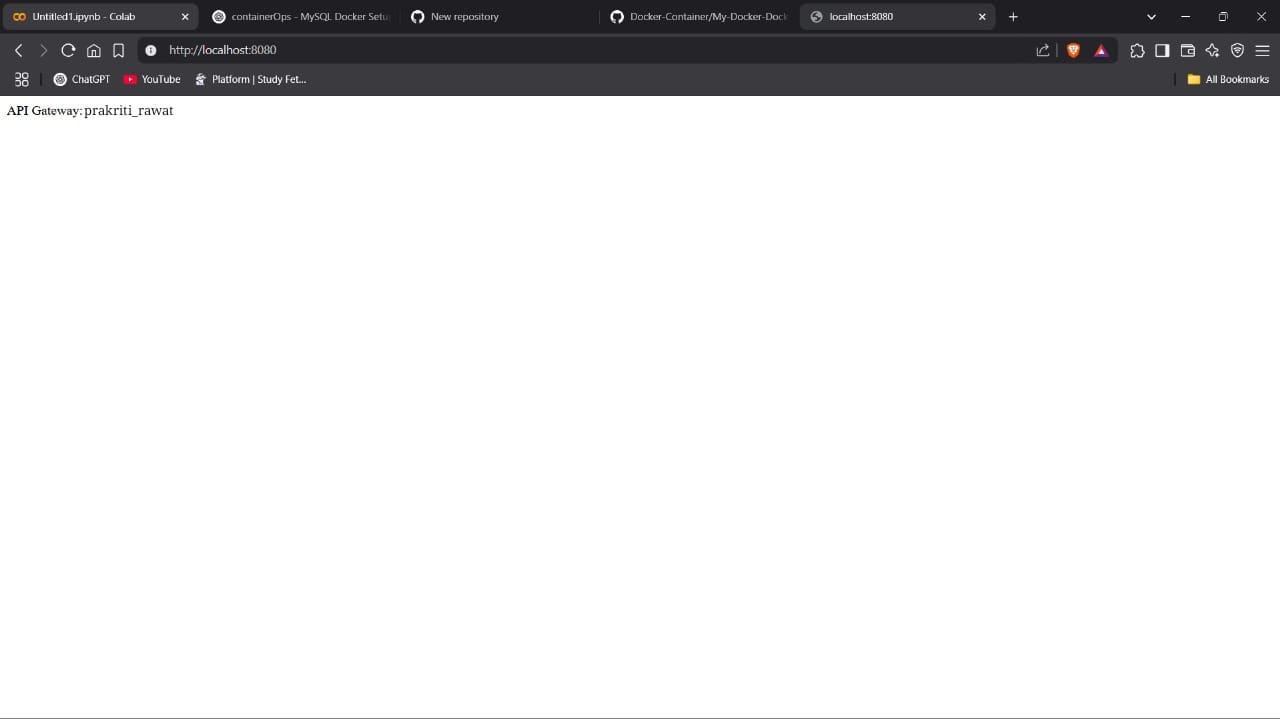 Untitled1.ipynb - Colab
containerOps - MySQL Docker Setu
New repository
Docker-Container/My-Docker-Dock
localhost:8080
http://localhost:8080
ChatGPT
YouTube
Platform | Study Fet...
All Bookmarks
API Gateway: prakriti_rawat